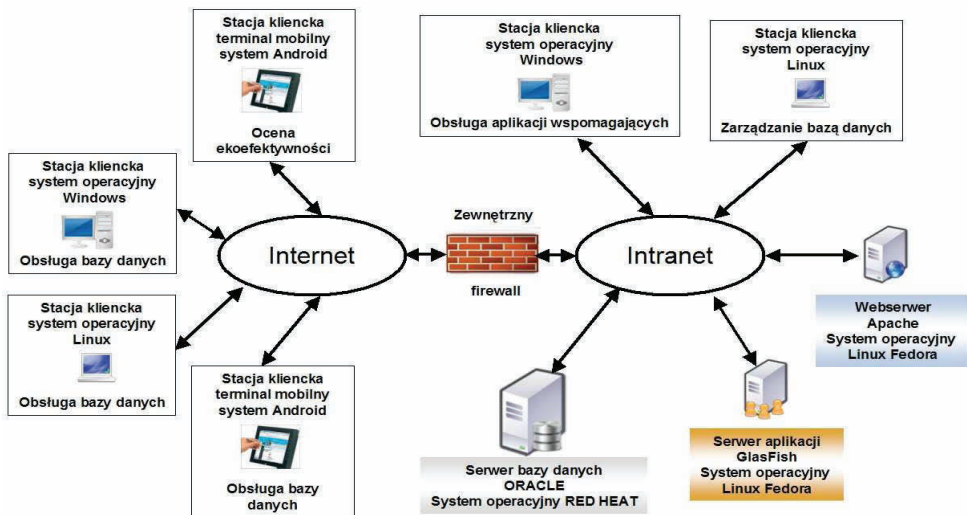 Stacja kliencka
terminal mobilny
system Android
Ocena
ekoefektywności
Stacja kliencka
system operacyjny
Windows
Obsługa aplikacji wspomagających
Stacja kliencka
system operacyjny
Linux
Zarządzanie bazą danych
Stacja kliencka
system operacyjny
Windows
Obsługa bazy danych
Internet
Zewnętrzny
firewall
Intranet
Stacja kliencka
system operacyjny
Linux
Obsługa bazy danych
Stacja kliencka
terminal mobilny
system Android
Obsługa bazy
danych
Serwer bazy danych
ORACLE
System operacyjny RED HEAT
Serwer aplikacji
GlasFish
System operacyjny
Linux Fedora
Webserwer
Apache
System operacyjny
Linux Fedora